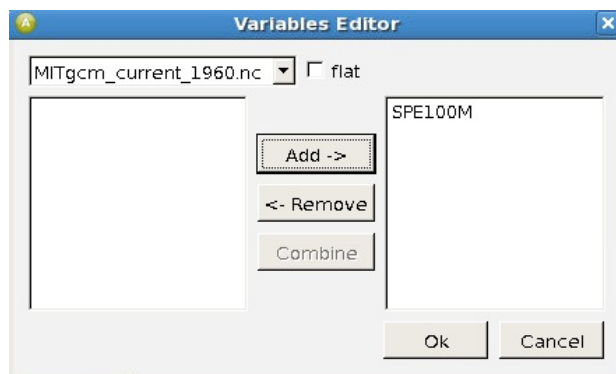 Variables Editor
MITgcm_current_1960.nc
flat
SPE100M
Add ->
<- Remove
Combine
Ok
Cancel